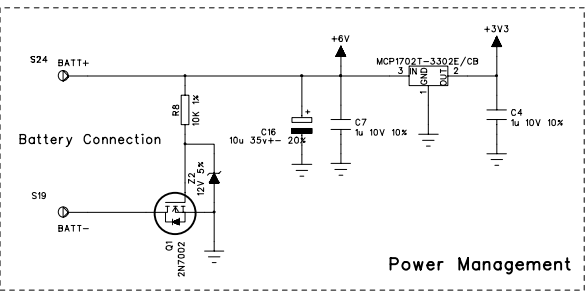 +6V
+3V3
S24 BATT+
MCP1702T-3302E/CB
3 IN GND OUT 2
1
R8
10K 1%
+
C16
10u 35v+- 20%
C7
1u 10V 10%
C4
1u 10V 10%
Battery Connection
Z2
12V 5%
S19
BATT-
Q1
2N7002
Power Management